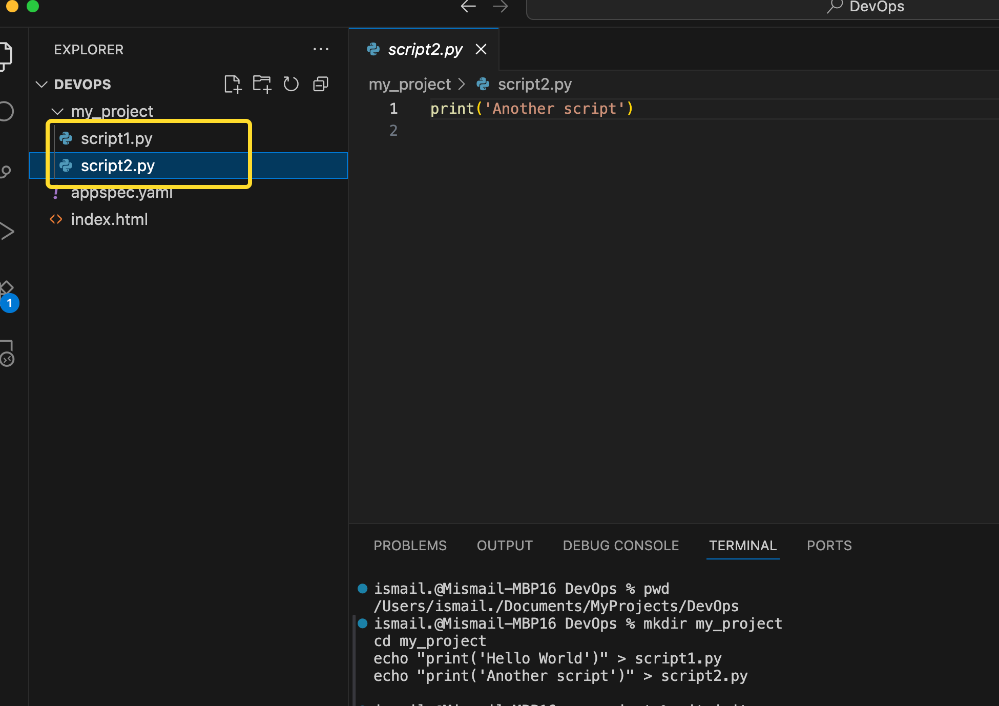 DevOps
EXPLORER
DEVOPS
my_project
script1.py
script2.py
appspec.yaml
index.html
1
script2.py
my_project > script2.py
1 print('Another script')
2
PROBLEMS OUTPUT DEBUG CONSOLE TERMINAL PORTS
ismail.@Mismail-MBP16 DevOps % pwd
/Users/ismail./Documents/MyProjects/DevOps
ismail.@Mismail-MBP16 DevOps % mkdir my_project
cd my_project
echo "print('Hello World')" > script1.py
echo "print('Another script')" > script2.py